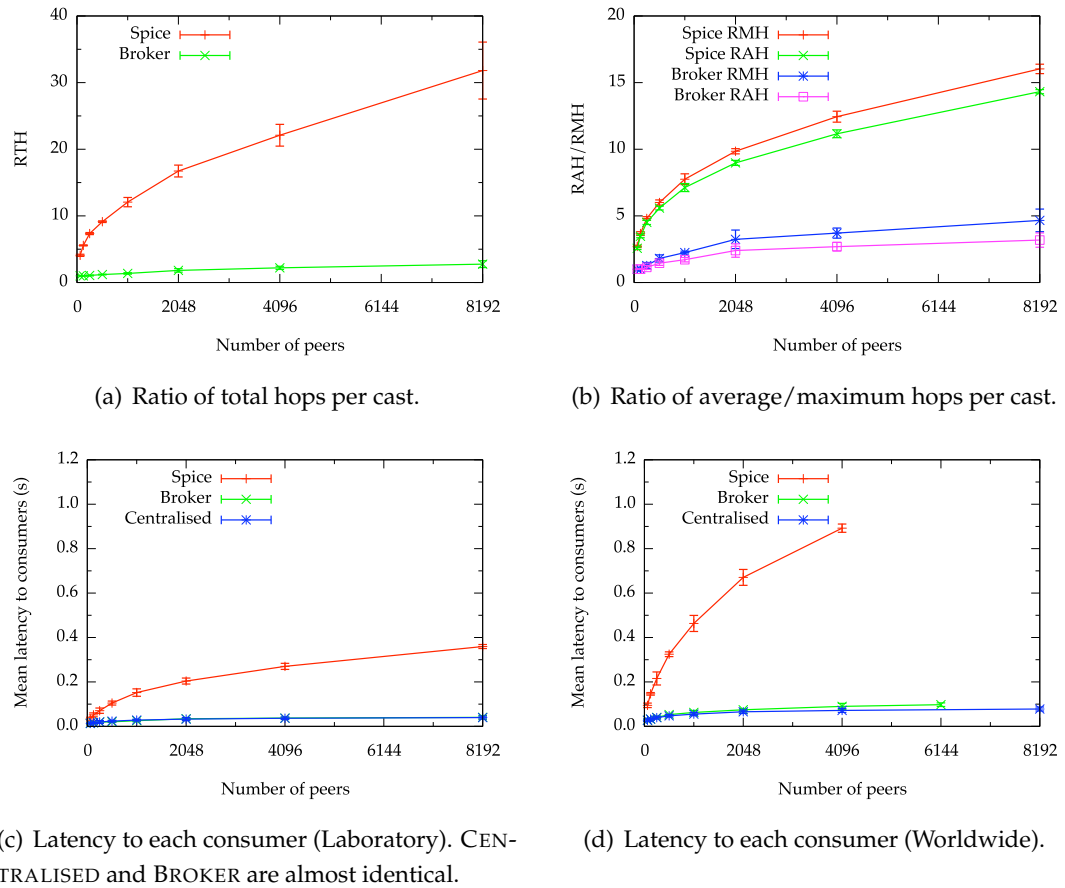 40
30
20
10
0
0 2048 4096 6144 8192
RTH
Number of peers
Spice
Broker
(a) Ratio of total hops per cast.
20
15
10
5
0
0 2048 4096 6144 8192
RAH/RMH
Number of peers
Spice RMH
Spice RAH
Broker RMH
Broker RAH
(b) Ratio of average/maximum hops per cast.
1.2
1.0
0.8
0.6
0.4
0.2
0.0
0 2048 4096 6144 8192
Mean latency to consumers (s)
Number of peers
Spice
Broker
Centralised
(c) Latency to each consumer (Laboratory). CEN-
TRALISED and BROKER are almost identical.
1.2
1.0
0.8
0.6
0.4
0.2
0.0
0 2048 4096 6144 8192
Mean latency to consumers (s)
Number of peers
Spice
Broker
Centralised
(d) Latency to each consumer (Worldwide).